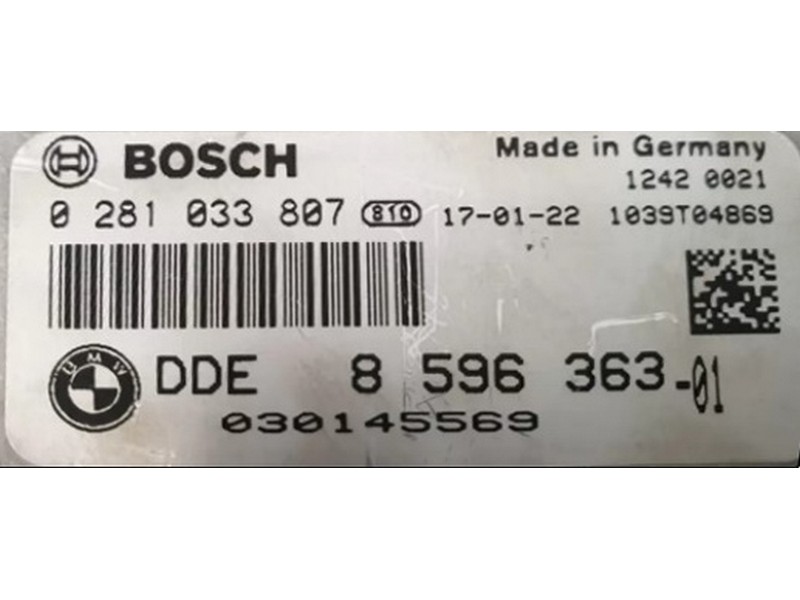 BOSCH
Made in Germany
1242 0021
0 281 033 807 810 17-01-22 1039T04869
BMW
DDE 8 596 363-01
030145569